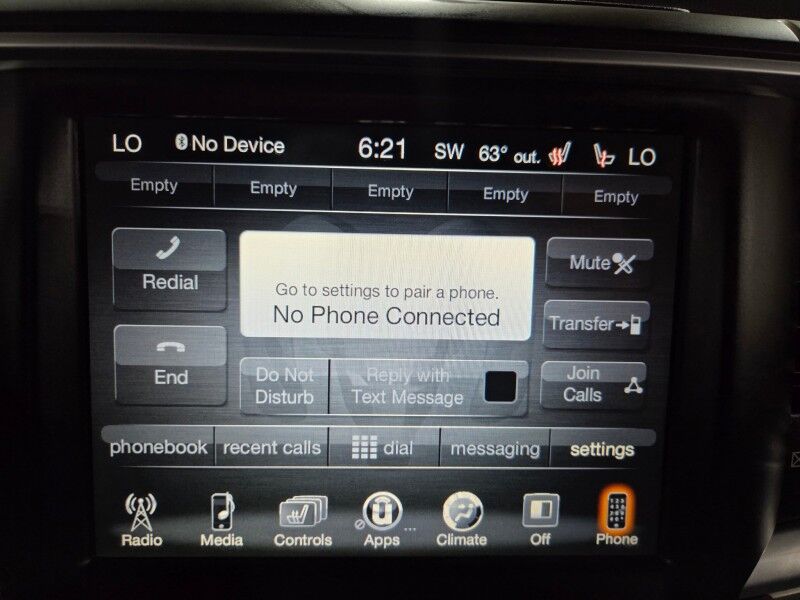 LO No Device 6:21 SW 63° out. LO
Empty Empty Empty Empty Empty
Redial
Go to settings to pair a phone.
No Phone Connected
Mute
Transfer
End
Do Not
Disturb
Reply with
Text Message
Join
Calls
phonebook recent calls dial messaging settings
Radio Media Controls Apps Climate Off Phone